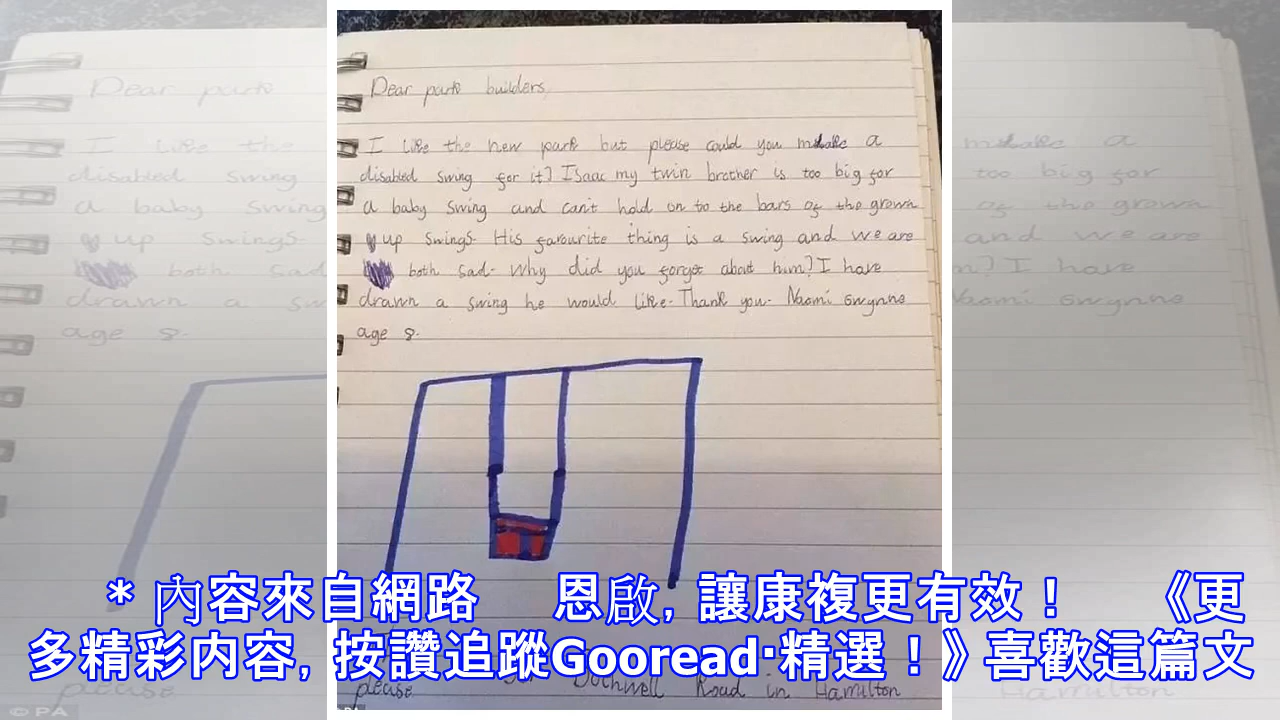 Dear park builders,
I like the new park but please could you make a
disabled swing for it? Isaac my twin brother is too big for
a baby swing and can't hold on to the bars of the grown
up swings. His favourite thing is a swing and we are
both sad. Why did you forget about him? I have
drawn a swing he would like. Thank you. Naomi Gwynne
age 8.
* 內容來自網路 恩啟, 讓康複更有效！ 《更
多精彩内容, 按讚追蹤Gooread·精選！》喜歡這篇文
please Bothwell Road in Hamilton
© PA